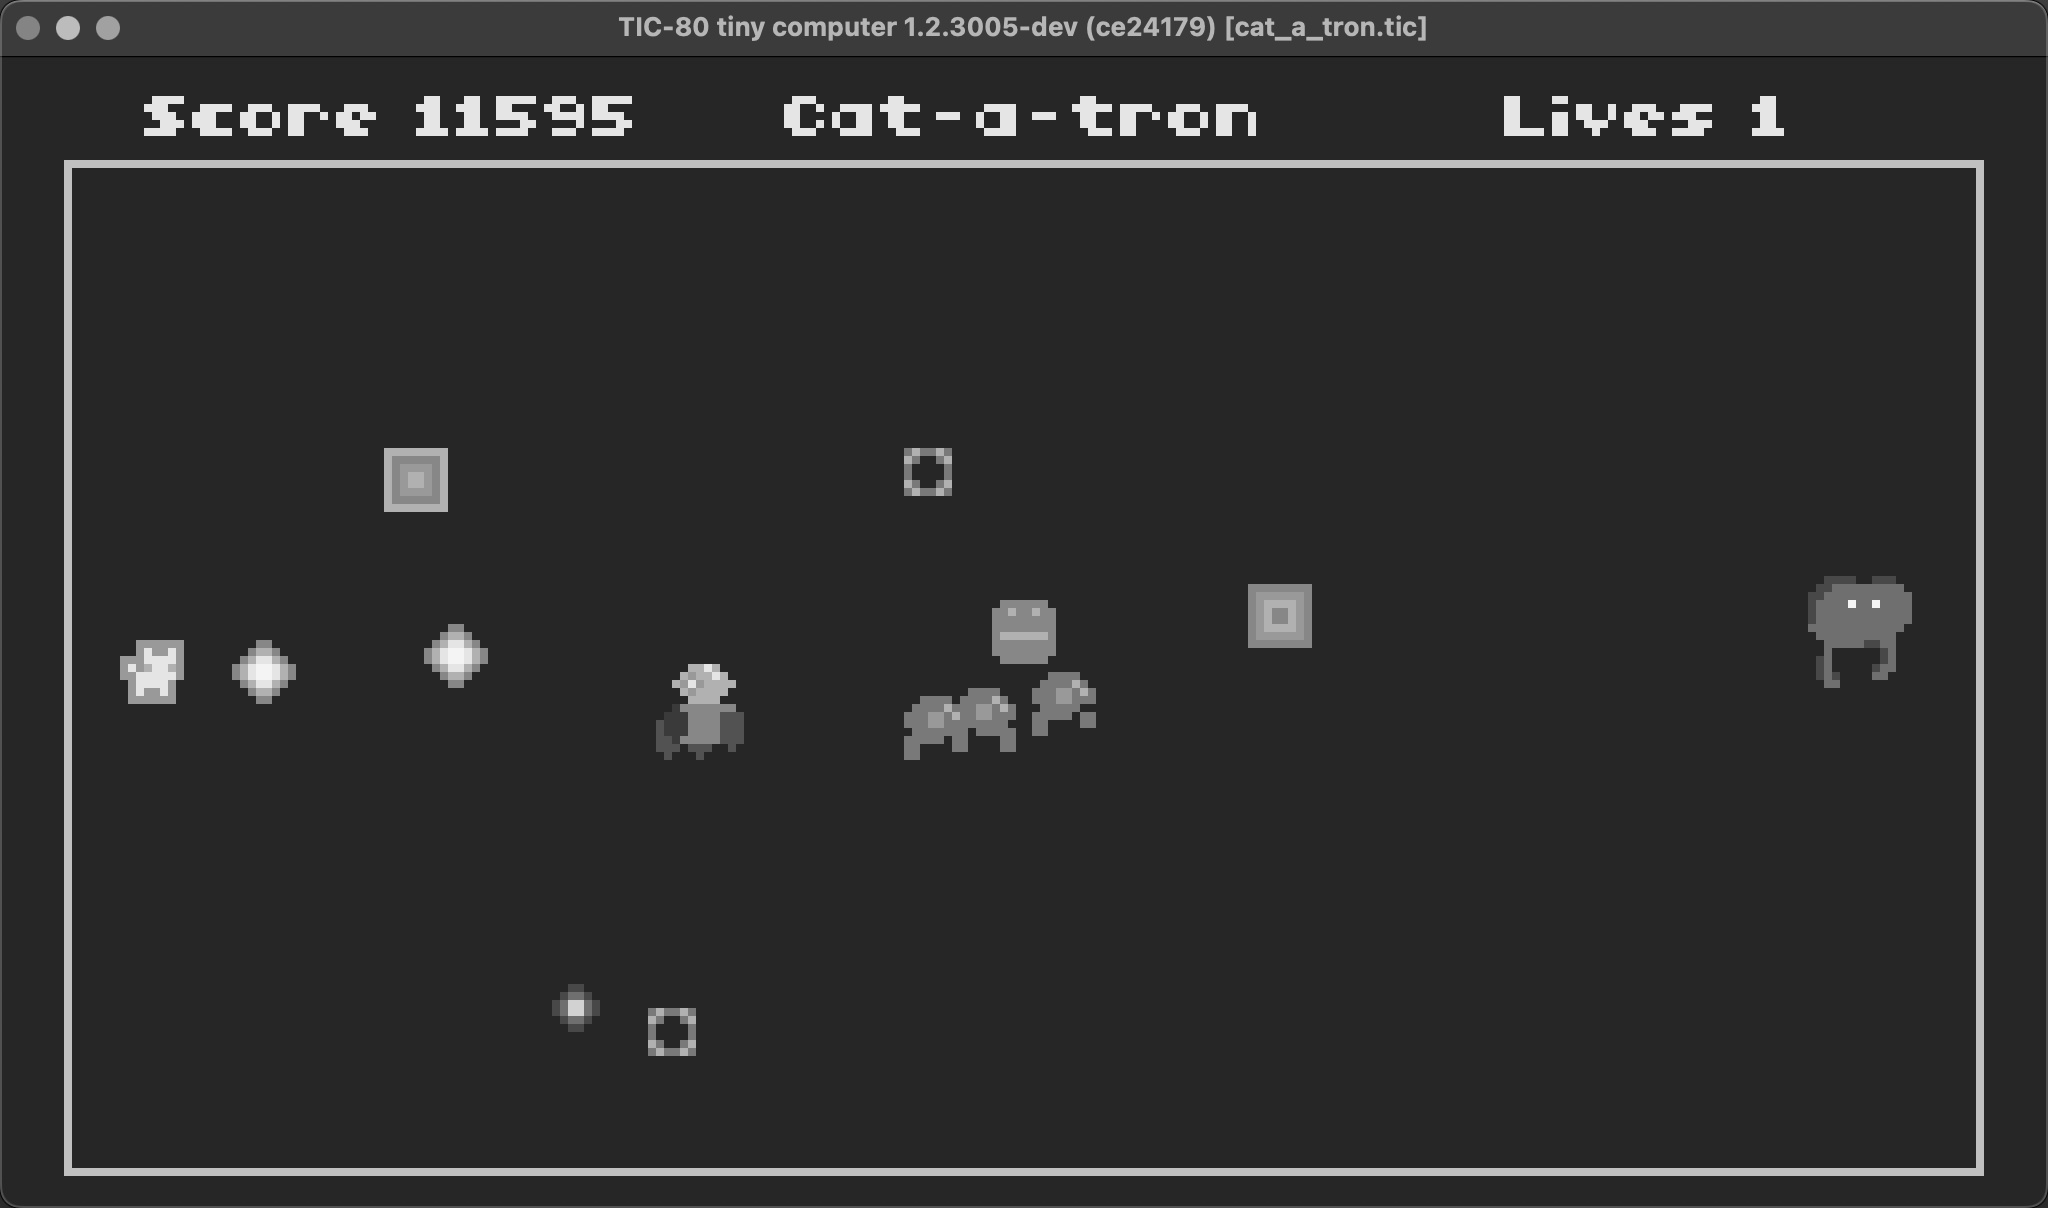 TIC-80 tiny computer 1.2.3005-dev (ce24179) [cat_a_tron.tic]
Score 11595 Cat-a-tron Lives 1